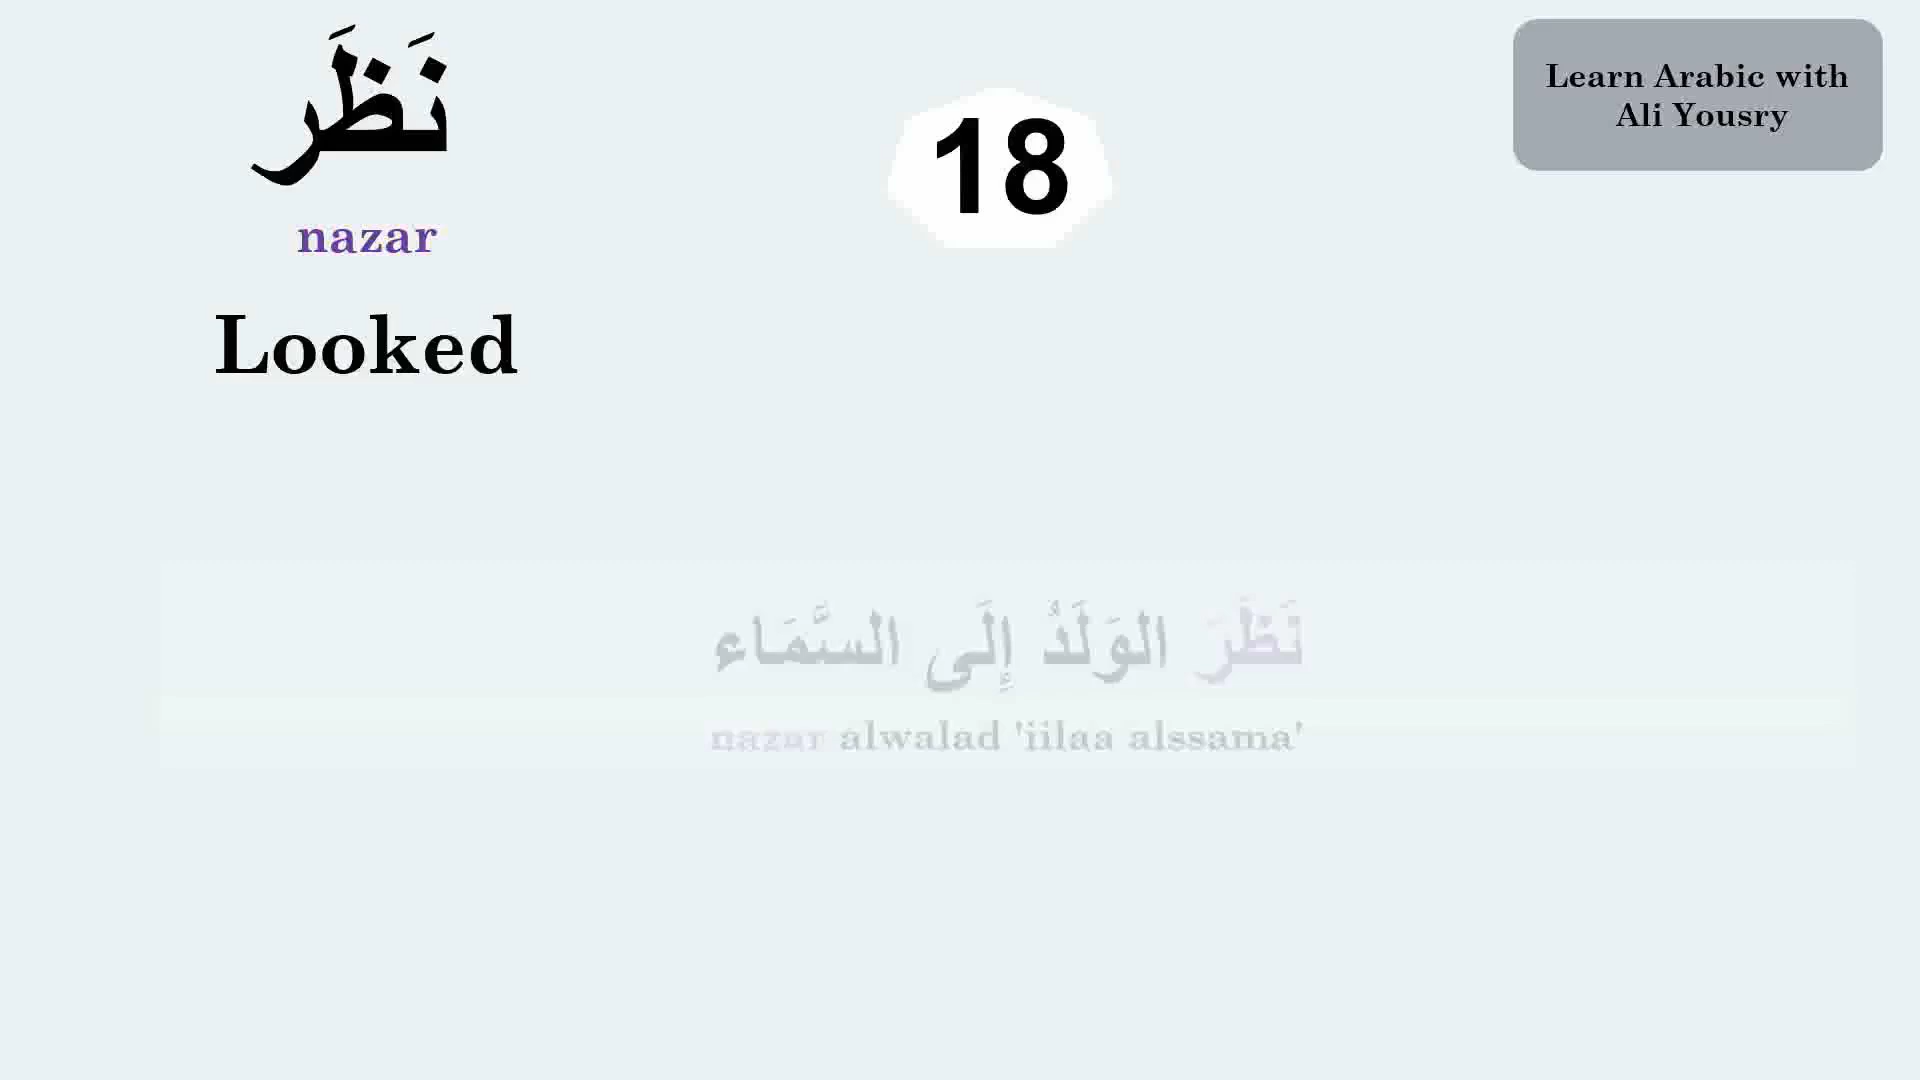 نَظَر
nazar
Looked
18
Learn Arabic with
Ali Yousry
نَظَرَ الوَلَدُ إِلَى السَّمَاء
nazar alwalad 'iilaa alssama'